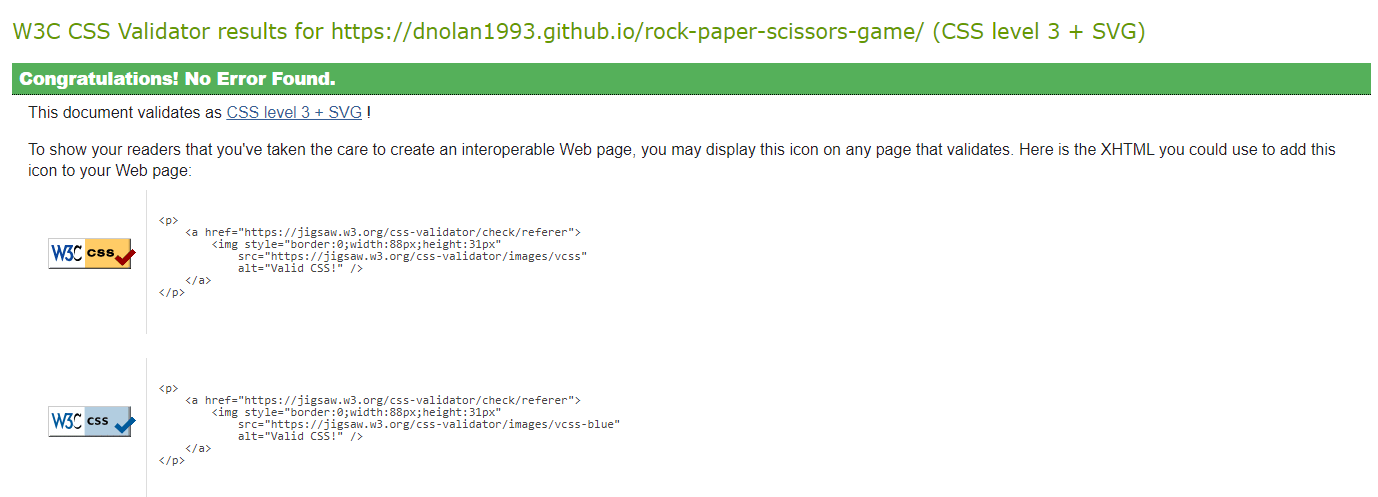 W3C CSS Validator results for https://dnolan1993.github.io/rock-paper-scissors-game/ (CSS level 3 + SVG)
Congratulations! No Error Found.
This document validates as CSS level 3 + SVG !
To show your readers that you've taken the care to create an interoperable Web page, you may display this icon on any page that validates. Here is the XHTML you could use to add this
icon to your Web page:
W3C css
<p>
<a href="https://jigsaw.w3.org/css-validator/check/referer">
<img style="border:0;width:88px;height:31px"
src="https://jigsaw.w3.org/css-validator/images/vcss"
alt="Valid CSS!" />
</a>
</p>
W3C css
<p>
<a href="https://jigsaw.w3.org/css-validator/check/referer">
<img style="border:0;width:88px;height:31px"
src="https://jigsaw.w3.org/css-validator/images/vcss-blue"
alt="Valid CSS!" />
</a>
</p>